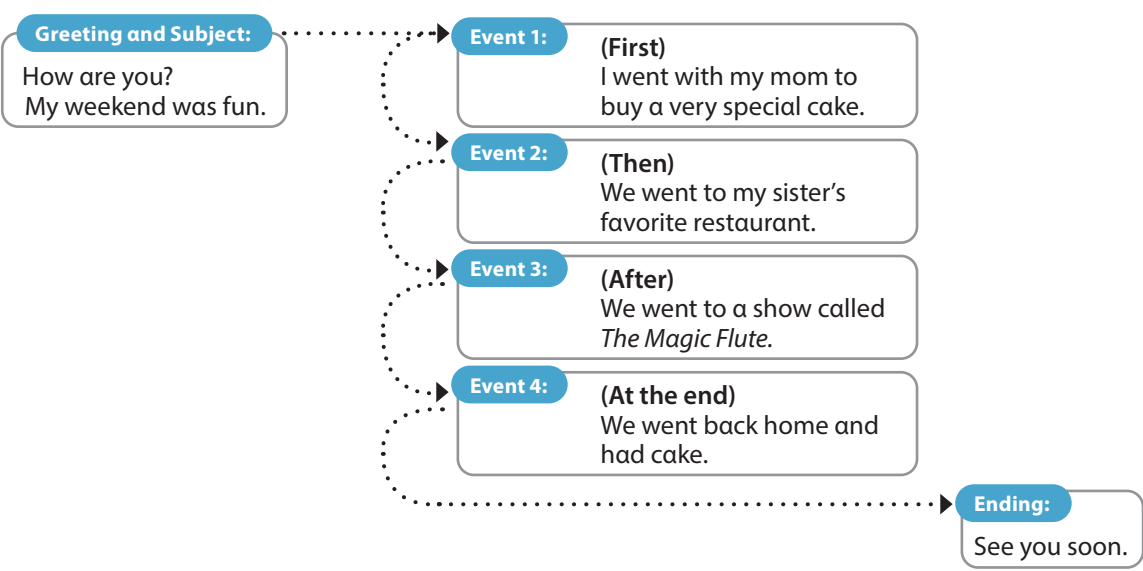 Greeting and Subject:
How are you?
My weekend was fun.
Event 1:
(First)
I went with my mom to
buy a very special cake.
Event 2:
(Then)
We went to my sister’s
favorite restaurant.
Event 3:
(After)
We went to a show called
The Magic Flute.
Event 4:
(At the end)
We went back home and
had cake.
Ending:
See you soon.